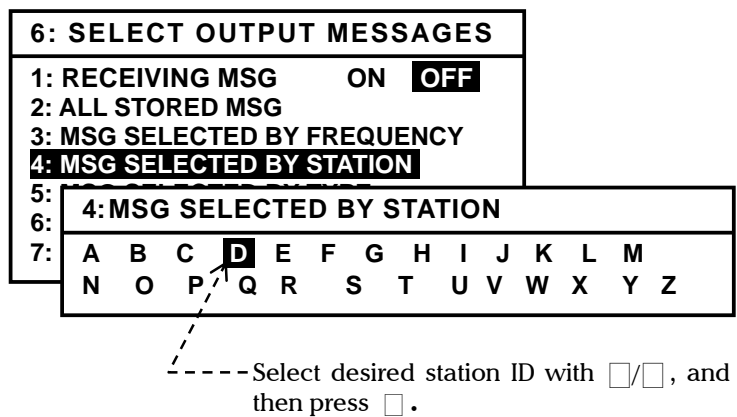 6: SELECT OUTPUT MESSAGES
1: RECEIVING MSG ON OFF
2: ALL STORED MSG
3: MSG SELECTED BY FREQUENCY
4: MSG SELECTED BY STATION
5:
6:
7:
4:MSG SELECTED BY STATION
A B C D E F G H I J K L M
N O P Q R S T U V W X Y Z
Select desired station ID with □/□, and
then press □.